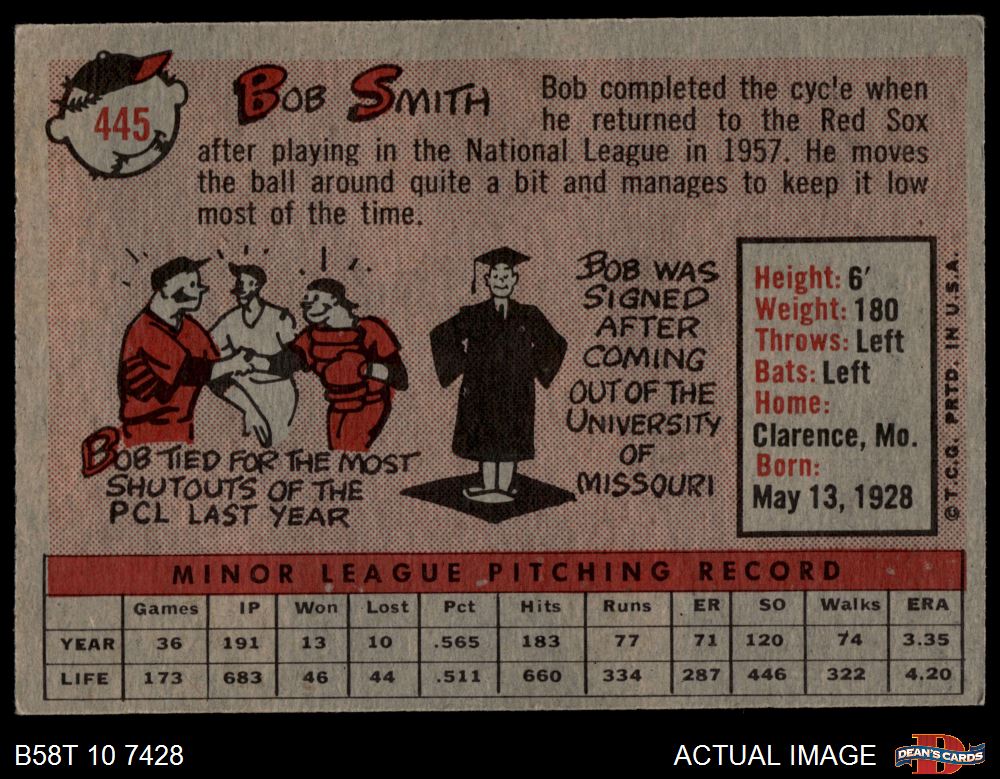 445
BOB SMITH
Bob completed the cyc'e when
he returned to the Red Sox
after playing in the National League in 1957. He moves
the ball around quite a bit and manages to keep it low
most of the time.
BOB TIED FOR THE MOST
SHUTOUTS OF THE
PCL LAST YEAR
BOB WAS
SIGNED
AFTER
COMING
OUT OF THE
UNIVERSITY
OF
MISSOURI
Height: 6'
Weight: 180
Throws: Left
Bats: Left
Home:
Clarence, Mo.
Born:
May 13, 1928
© T.C.G. PRTD. IN U.S.A.
MINOR LEAGUE PITCHING RECORD
Games IP Won Lost Pct Hits Runs ER SO Walks ERA
YEAR 36 191 13 10 .565 183 77 71 120 74 3.35
LIFE 173 683 46 44 .511 660 334 287 446 322 4.20
B58T 10 7428
ACTUAL IMAGE
DEAN'S CARDS